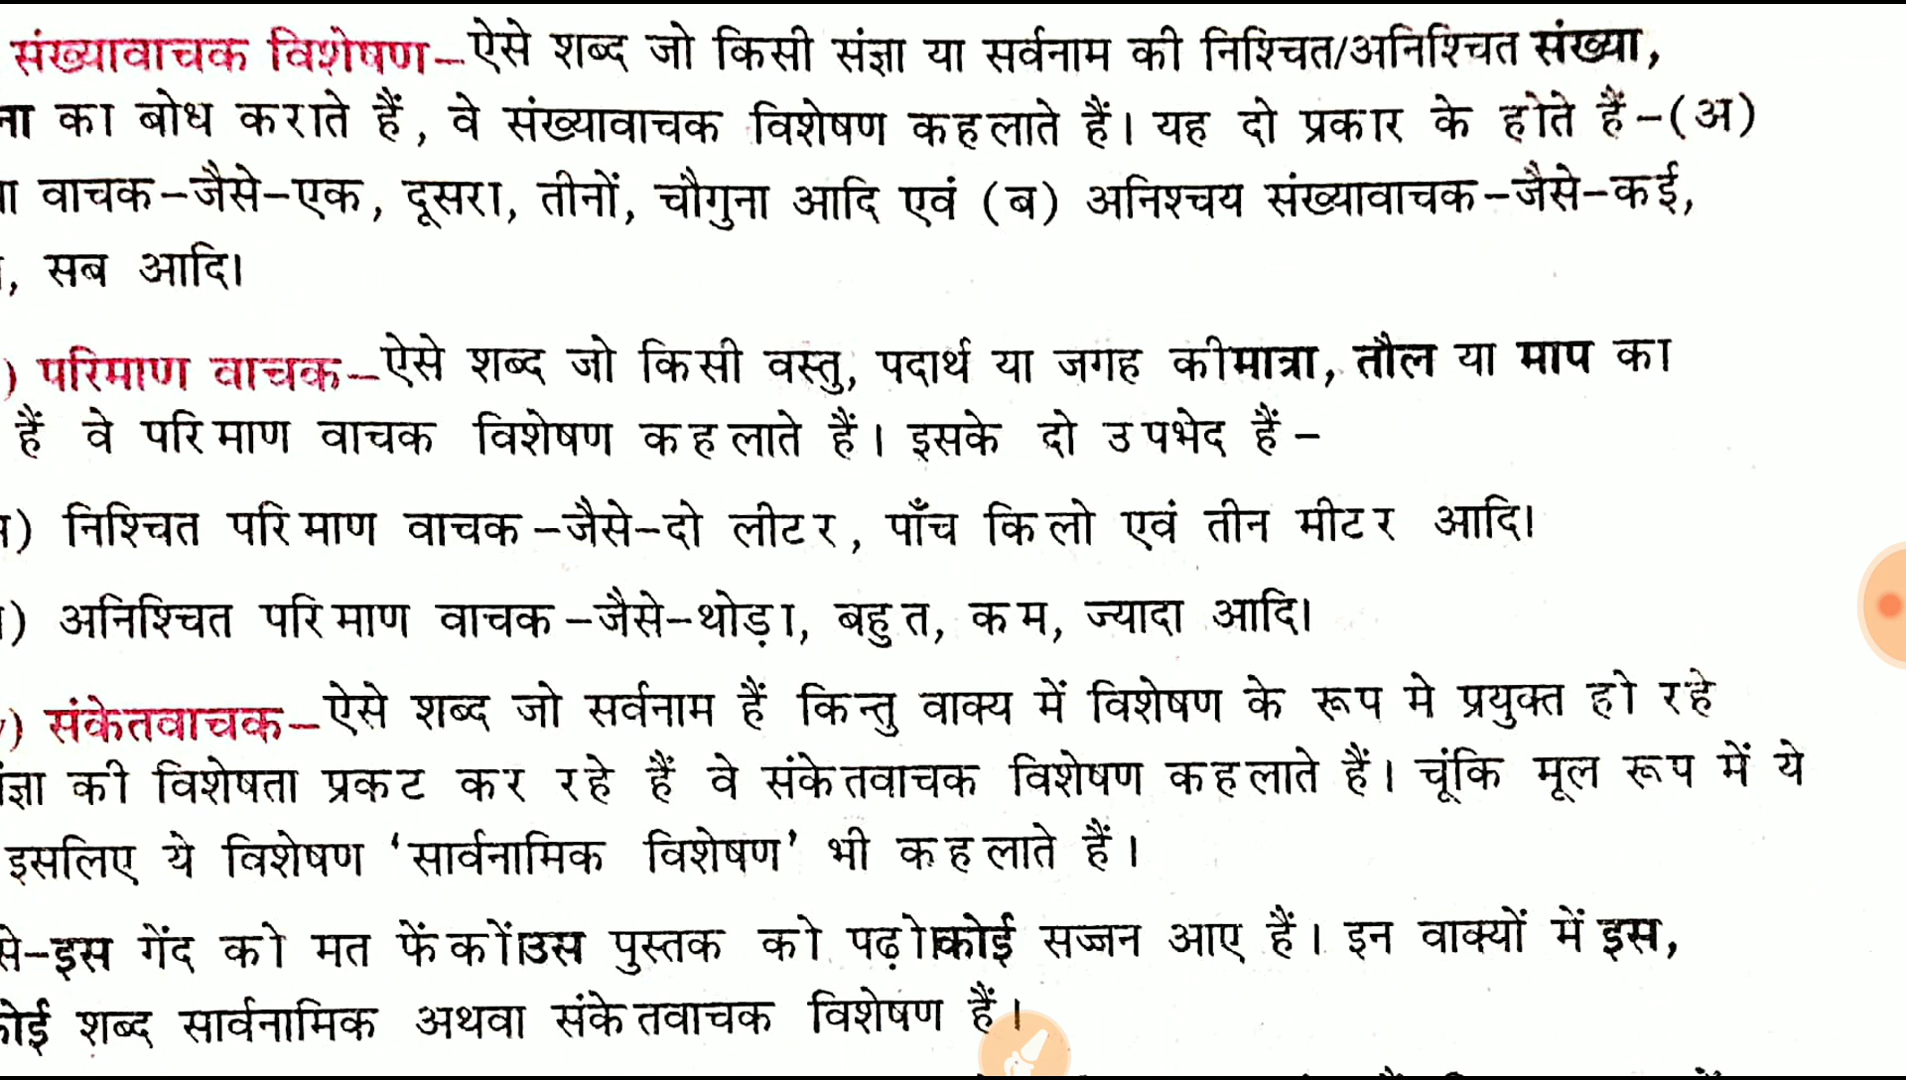 संख्यावाचक विशेषण–ऐसे शब्द जो किसी संज्ञा या सर्वनाम की निश्चित/अनिश्चित संख्या,
का बोध कराते हैं, वे संख्यावाचक विशेषण कहलाते हैं। यह दो प्रकार के होते हैं–(अ)
वाचक–जैसे–एक, दूसरा, तीनों, चौगुना आदि एवं (ब) अनिश्चय संख्यावाचक–जैसे–कई,
, सब आदि।
) परिमाण वाचक–ऐसे शब्द जो किसी वस्तु, पदार्थ या जगह की मात्रा, तौल या माप का
हैं वे परिमाण वाचक विशेषण कहलाते हैं। इसके दो उपभेद हैं–
) निश्चित परिमाण वाचक–जैसे–दो लीटर, पाँच किलो एवं तीन मीटर आदि।
) अनिश्चित परिमाण वाचक–जैसे–थोड़ा, बहुत, कम, ज्यादा आदि।
) संकेतवाचक–ऐसे शब्द जो सर्वनाम हैं किन्तु वाक्य में विशेषण के रूप मे प्रयुक्त हो रहे
की विशेषता प्रकट कर रहे हैं वे संकेतवाचक विशेषण कहलाते हैं। चूंकि मूल रूप में ये
इसलिए ये विशेषण ‘सार्वनामिक विशेषण’ भी कहलाते हैं।
से–इस गेंद को मत फेंकों।उस पुस्तक को पढ़ो।कोई सज्जन आए हैं। इन वाक्यों में इस,
शब्द सार्वनामिक अथवा संकेतवाचक विशेषण हैं।